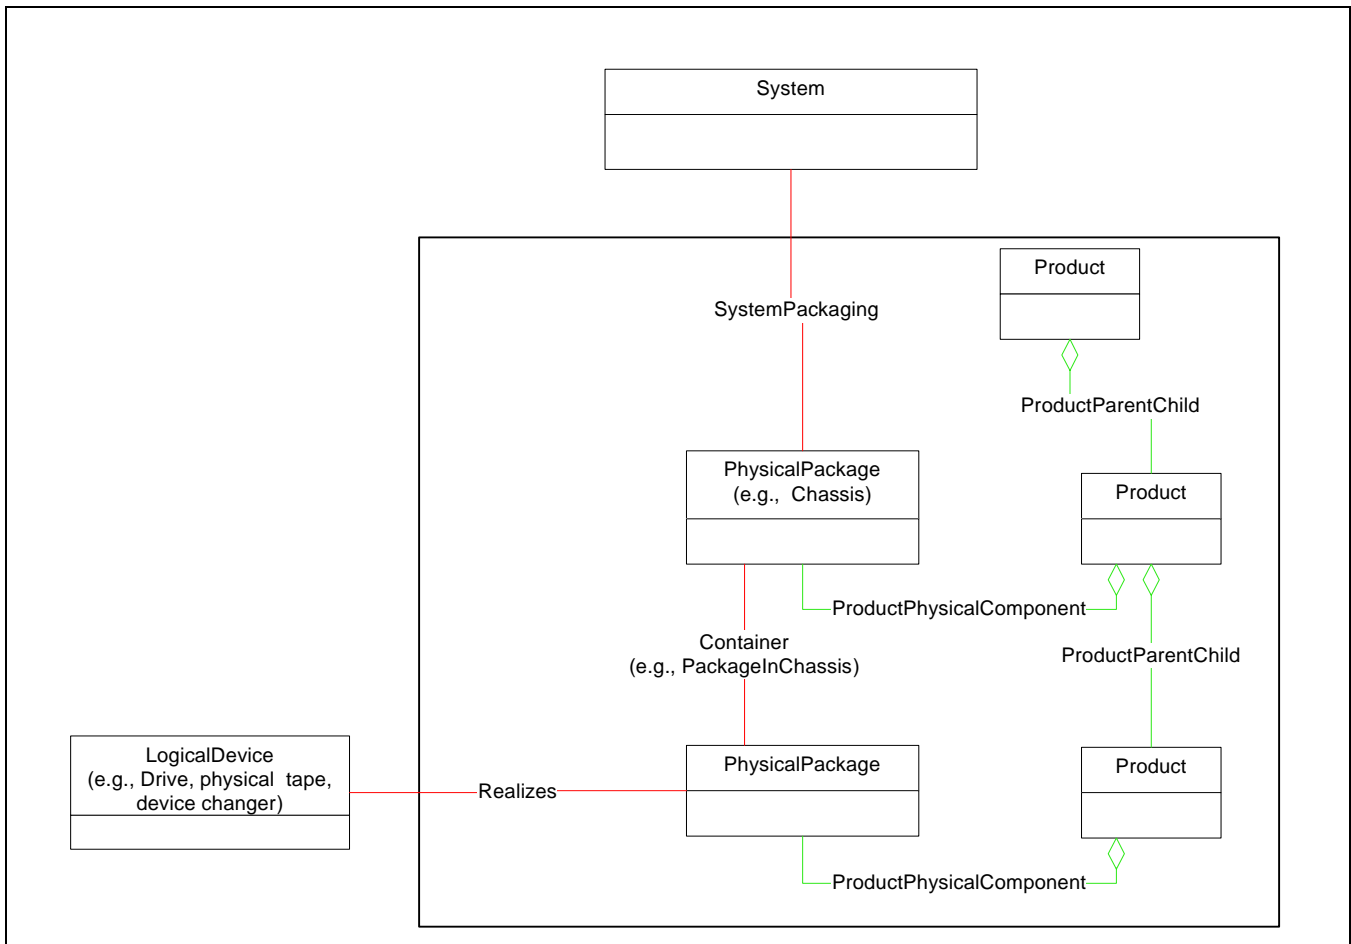 System
Product
SystemPackaging
ProductParentChild
PhysicalPackage
(e.g.,  Chassis)
Product
ProductPhysicalComponent
Container
(e.g., PackageInChassis)
ProductParentChild
LogicalDevice
(e.g., Drive, physical  tape,
device changer)
Realizes
PhysicalPackage
Product
ProductPhysicalComponent